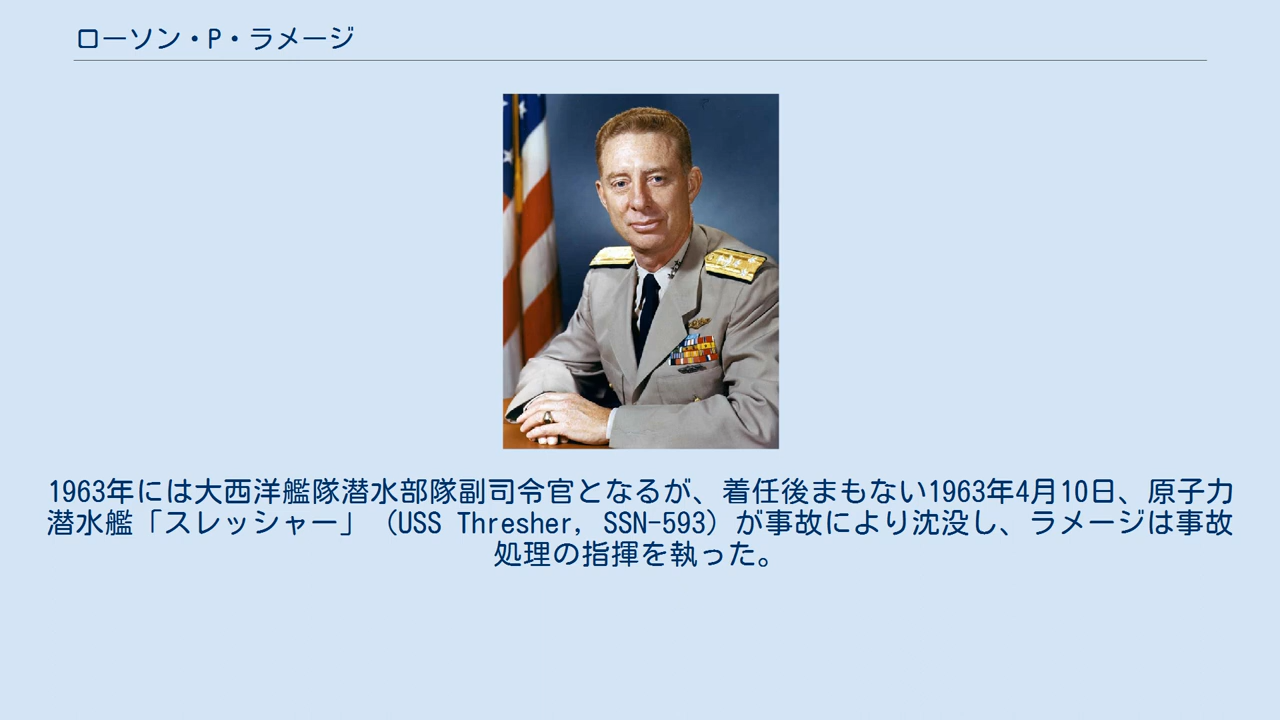 ローソン・P・ラメージ
1963年には大西洋艦隊潜水部隊副司令官となるが、着任後まもない1963年4月10日、原子力
潜水艦「スレッシャー」（USS Thresher, SSN-593）が事故により沈没し、ラメージは事故
処理の指揮を執った。